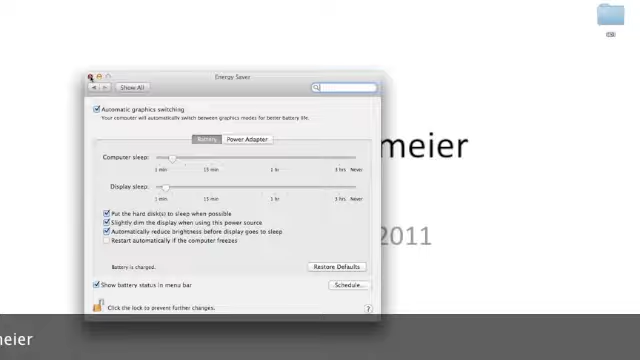 Energy Saver
Show All
Automatic graphics switching
Your computer will automatically switch between graphics modes for better battery life.
meier
Battery Power Adapter
Computer sleep:
1 min 15 min 1 hr 3 hrs Never
Display sleep:
1 min 15 min 1 hr 3 hrs Never
Put the hard disk(s) to sleep when possible
Slightly dim the display when using this power source
Automatically reduce brightness before display goes to sleep
2011
Restart automatically if the computer freezes
Battery is charged.
Restore Defaults
Show battery status in menu bar
Schedule...
Click the lock to prevent further changes.
?
meier